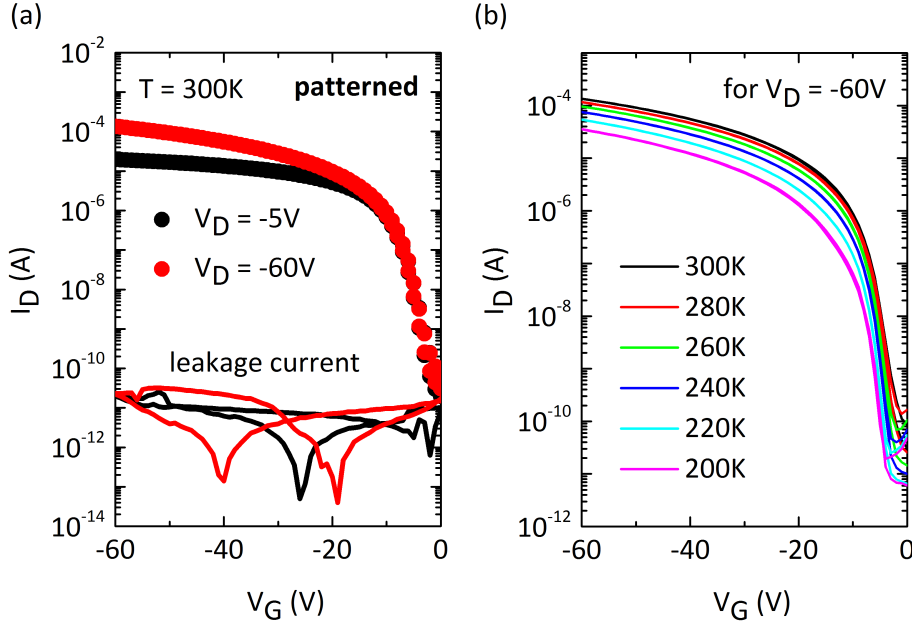 (a)
10^-2
10^-4
10^-6
10^-8
10^-10
10^-12
10^-14
I_D (A)
T = 300K
patterned
V_D = -5V
V_D = -60V
leakage current
-60
-40
-20
0
V_G (V)
(b)
10^-4
10^-6
10^-8
10^-10
10^-12
I_D (A)
for V_D = -60V
300K
280K
260K
240K
220K
200K
-60
-40
-20
0
V_G (V)